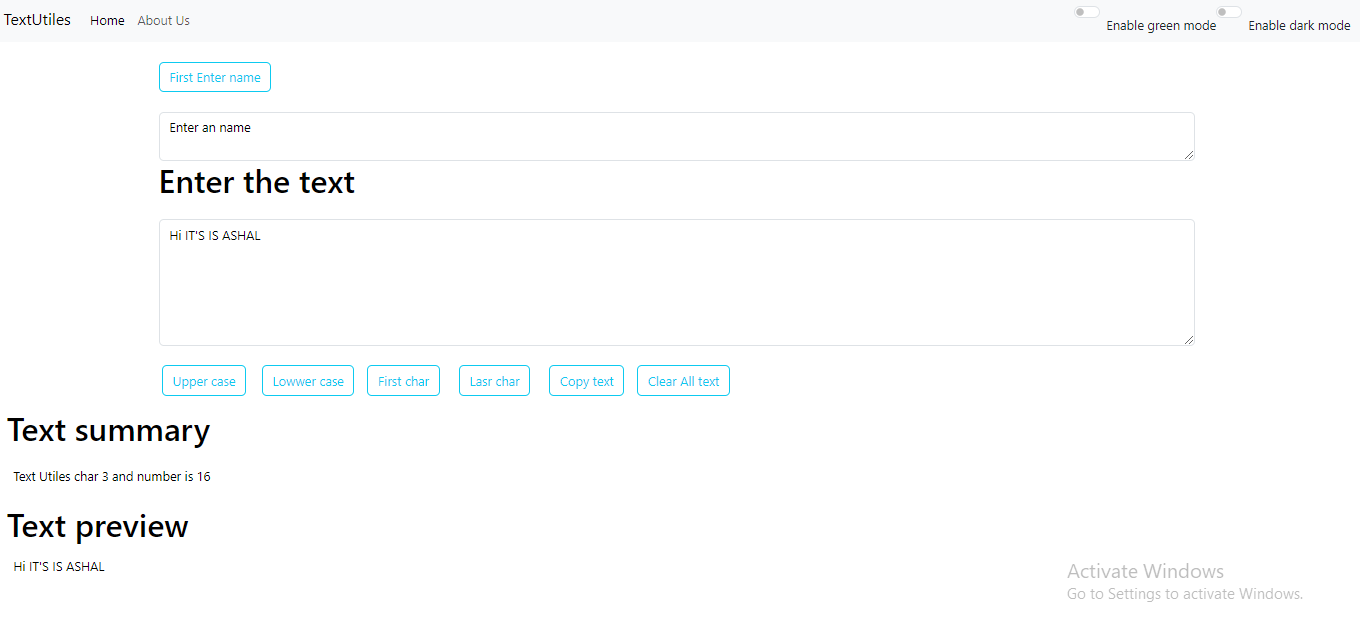 TextUtiles Home About Us Enable green mode Enable dark mode
First Enter name
Enter an name
Enter the text
Hi IT'S IS ASHAL
Upper case Lowwer case First char Lasr char Copy text Clear All text
Text summary
Text Utiles char 3 and number is 16
Text preview
Hi IT'S IS ASHAL
Activate Windows
Go to Settings to activate Windows.